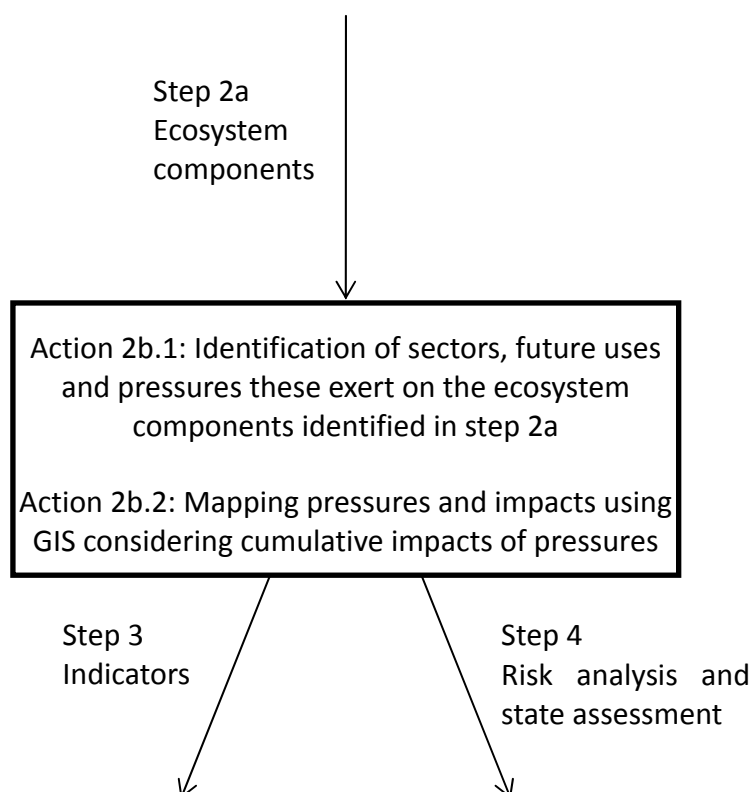 Step 2a
Ecosystem
components
Action 2b.1: Identification of sectors, future uses
and pressures these exert on the ecosystem
components identified in step 2a
Action 2b.2: Mapping pressures and impacts using
GIS considering cumulative impacts of pressures
Step 3
Indicators
Step 4
Risk analysis and
state assessment